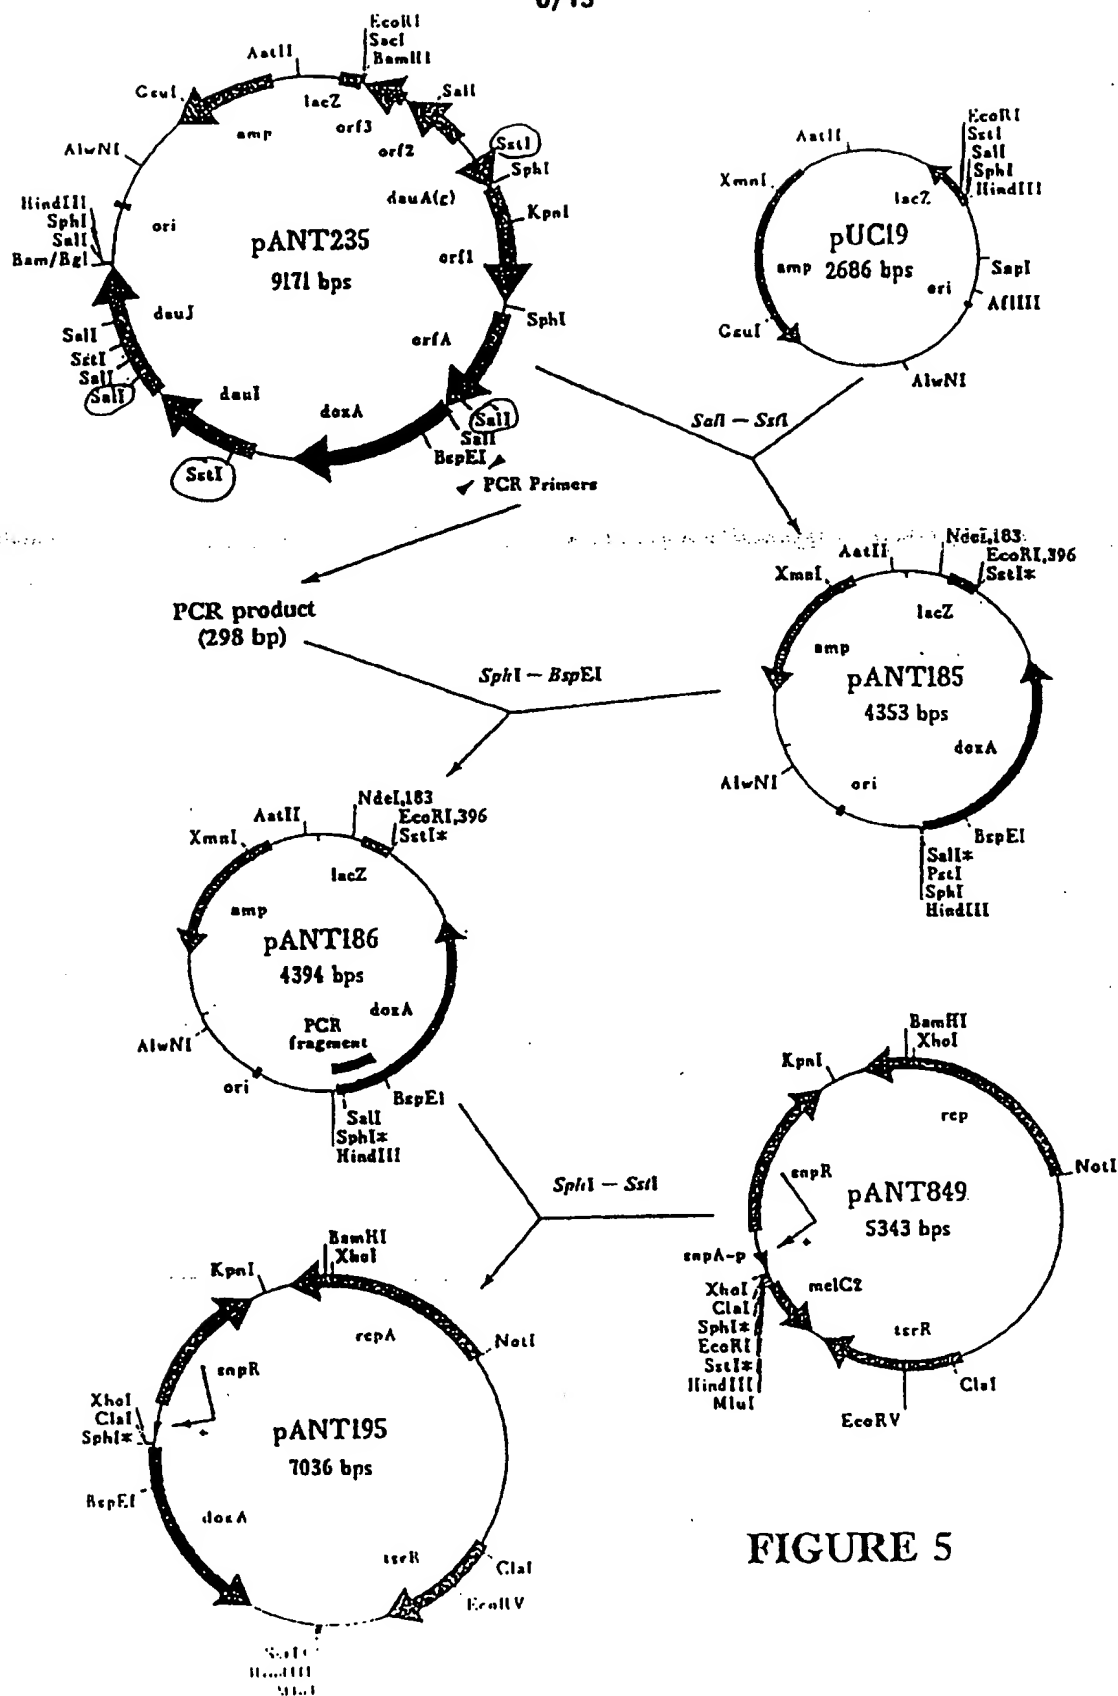 6/13
EcoRI
SacI
BamHI
AatII
GsuI
SalI
lacZ
orf3
amp
orf2
SstI
AlwNI
SphI
dauA(c)
HindIII
SphI
SalI
Bam/Bgl
ori
KpnI
pANT235
9171 bps
orf1
dauJ
SphI
SalI
SstI
SalI
SalI
orfA
dauI
doxA
SalI
SalI
BspEI
SstI
PCR Primers
EcoRI
SstI
SalI
SphI
HindIII
AatII
XmnI
lacZ
pUC19
2686 bps
amp
SapI
ori
AflIII
GsuI
AlwNI
SalI – SstI
PCR product
(298 bp)
NdeI,183
EcoRI,396
SstI*
AatII
XmnI
lacZ
amp
pANT185
4353 bps
doxA
AlwNI
ori
BspEI
SalI*
PstI
SphI
HindIII
SphI – BspEI
NdeI,183
EcoRI,396
SstI*
AatII
XmnI
lacZ
amp
pANT186
4394 bps
doxA
PCR
fragment
AlwNI
ori
BspEI
SalI
SphI*
HindIII
BamHI
XhoI
KpnI
rep
NotI
snpR
pANT849
5343 bps
+
snpA-p
melC2
XhoI
ClaI
SphI*
EcoRI
SstI*
HindIII
MluI
tsrR
ClaI
EcoRV
SphI – SstI
BamHI
XhoI
KpnI
repA
NotI
snpR
XhoI
ClaI
SphI*
+
pANT195
7036 bps
BspEI
doxA
tsrR
ClaI
EcoRV
HindIII
MluI
FIGURE 5